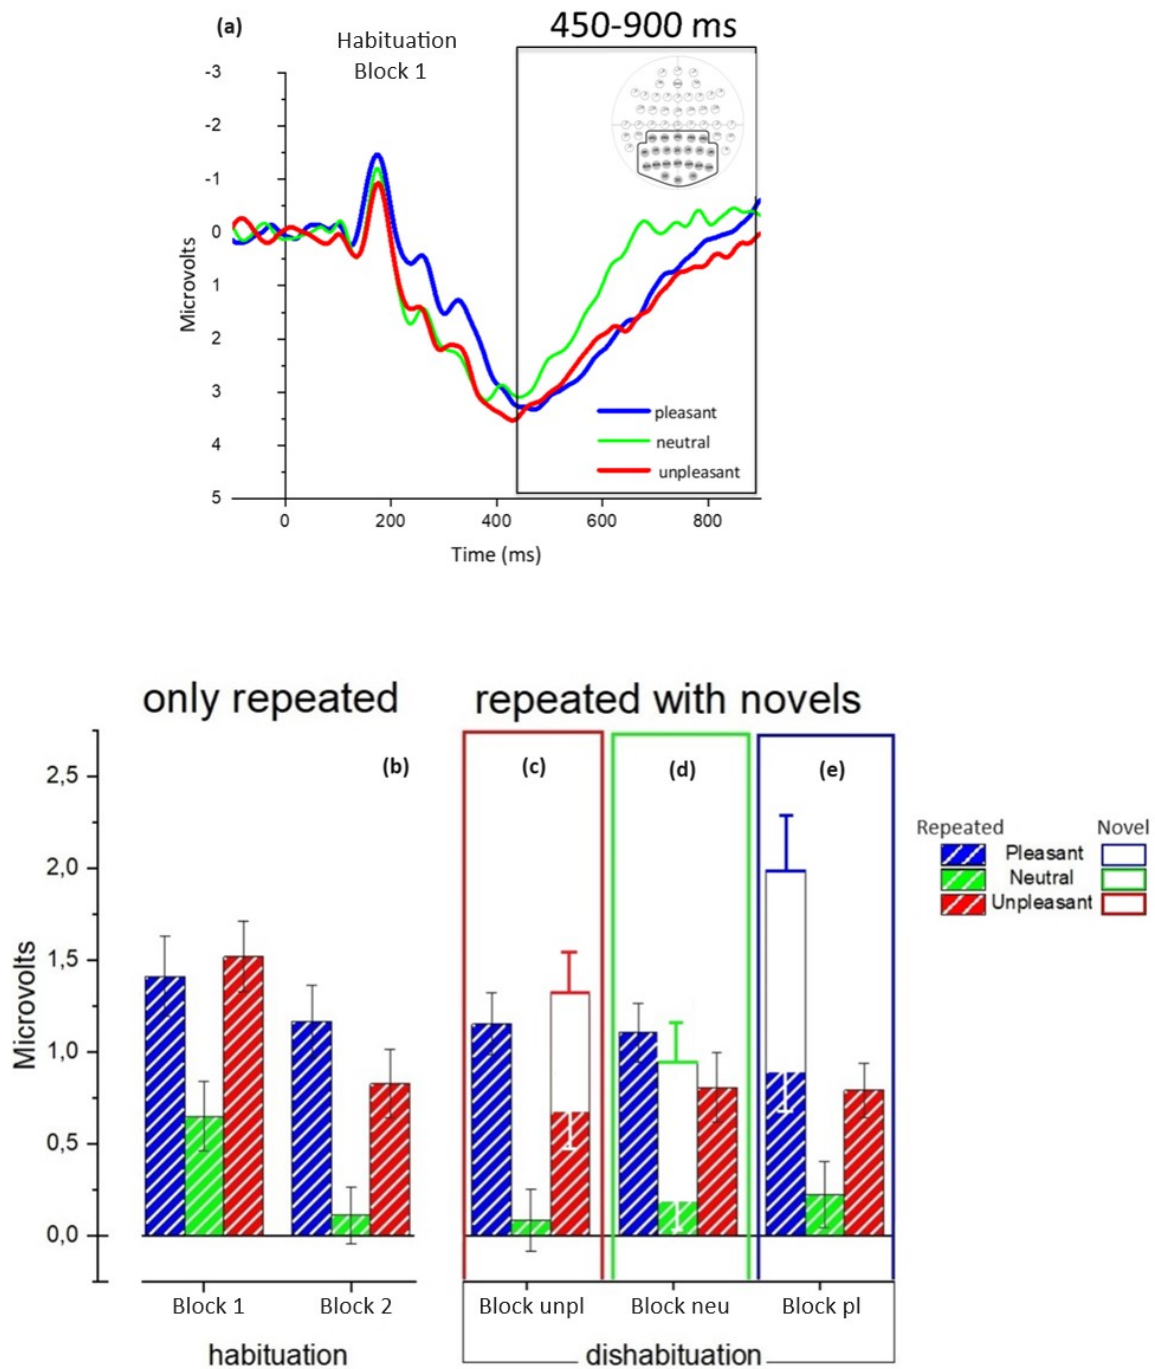 (a)
450-900 ms
Habituation
Block 1
-3
-2
-1
0
1
2
3
4
5
Microvolts
pleasant
neutral
unpleasant
0 200 400 600 800
Time (ms)
only repeated
repeated with novels
(b) (c) (d) (e)
2,5
2,0
1,5
1,0
0,5
0,0
Microvolts
Repeated Novel
Pleasant
Neutral
Unpleasant
Block 1 Block 2 Block unpl Block neu Block pl
habituation dishabituation